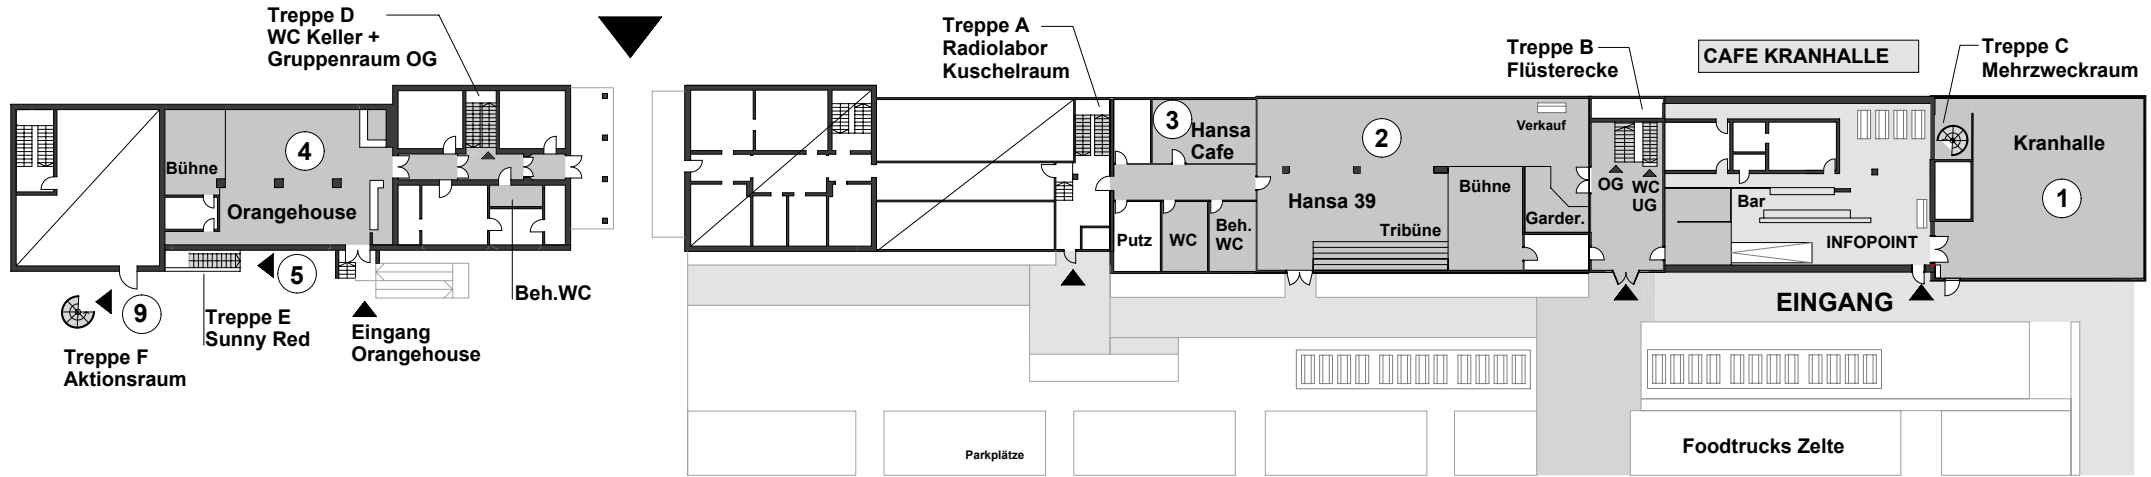 Treppe D
WC Keller +
Gruppenraum OG
Treppe A
Radiolabor
Kuschelraum
Treppe B
Flüsterecke
CAFE KRANHALLE
Treppe C
Mehrzweckraum
4
Bühne
Orangehouse
3
Hansa
Cafe
2
Verkauf
Hansa 39
Bühne
Tribüne
Garder.
Putz
WC
Beh.
WC
OG
WC
UG
Bar
INFOPOINT
Kranhalle
1
5
9
Beh.WC
Treppe E
Sunny Red
Eingang
Orangehouse
Treppe F
Aktionsraum
EINGANG
Parkplätze
Foodtrucks Zelte